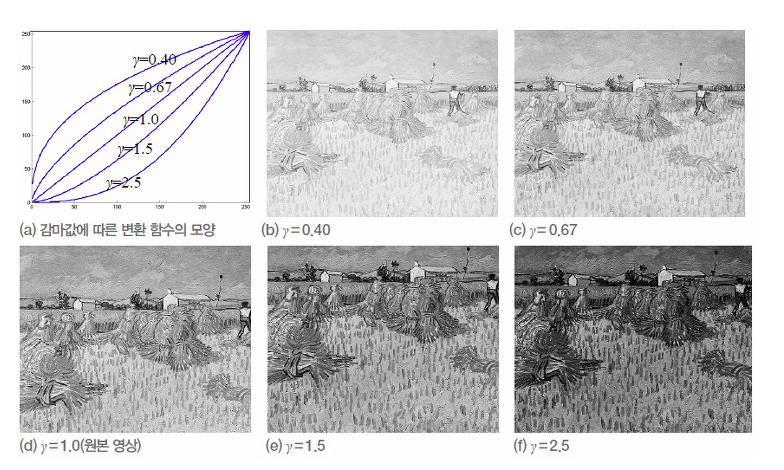 250
200
150
100
50
0
0 50 100 150 200 250
γ=0.40
γ=0.67
γ=1.0
γ=1.5
γ=2.5
(a) 감마값에 따른 변환 함수의 모양
(b) γ = 0.40
(c) γ = 0.67
(d) γ = 1.0(원본 영상)
(e) γ = 1.5
(f) γ = 2.5